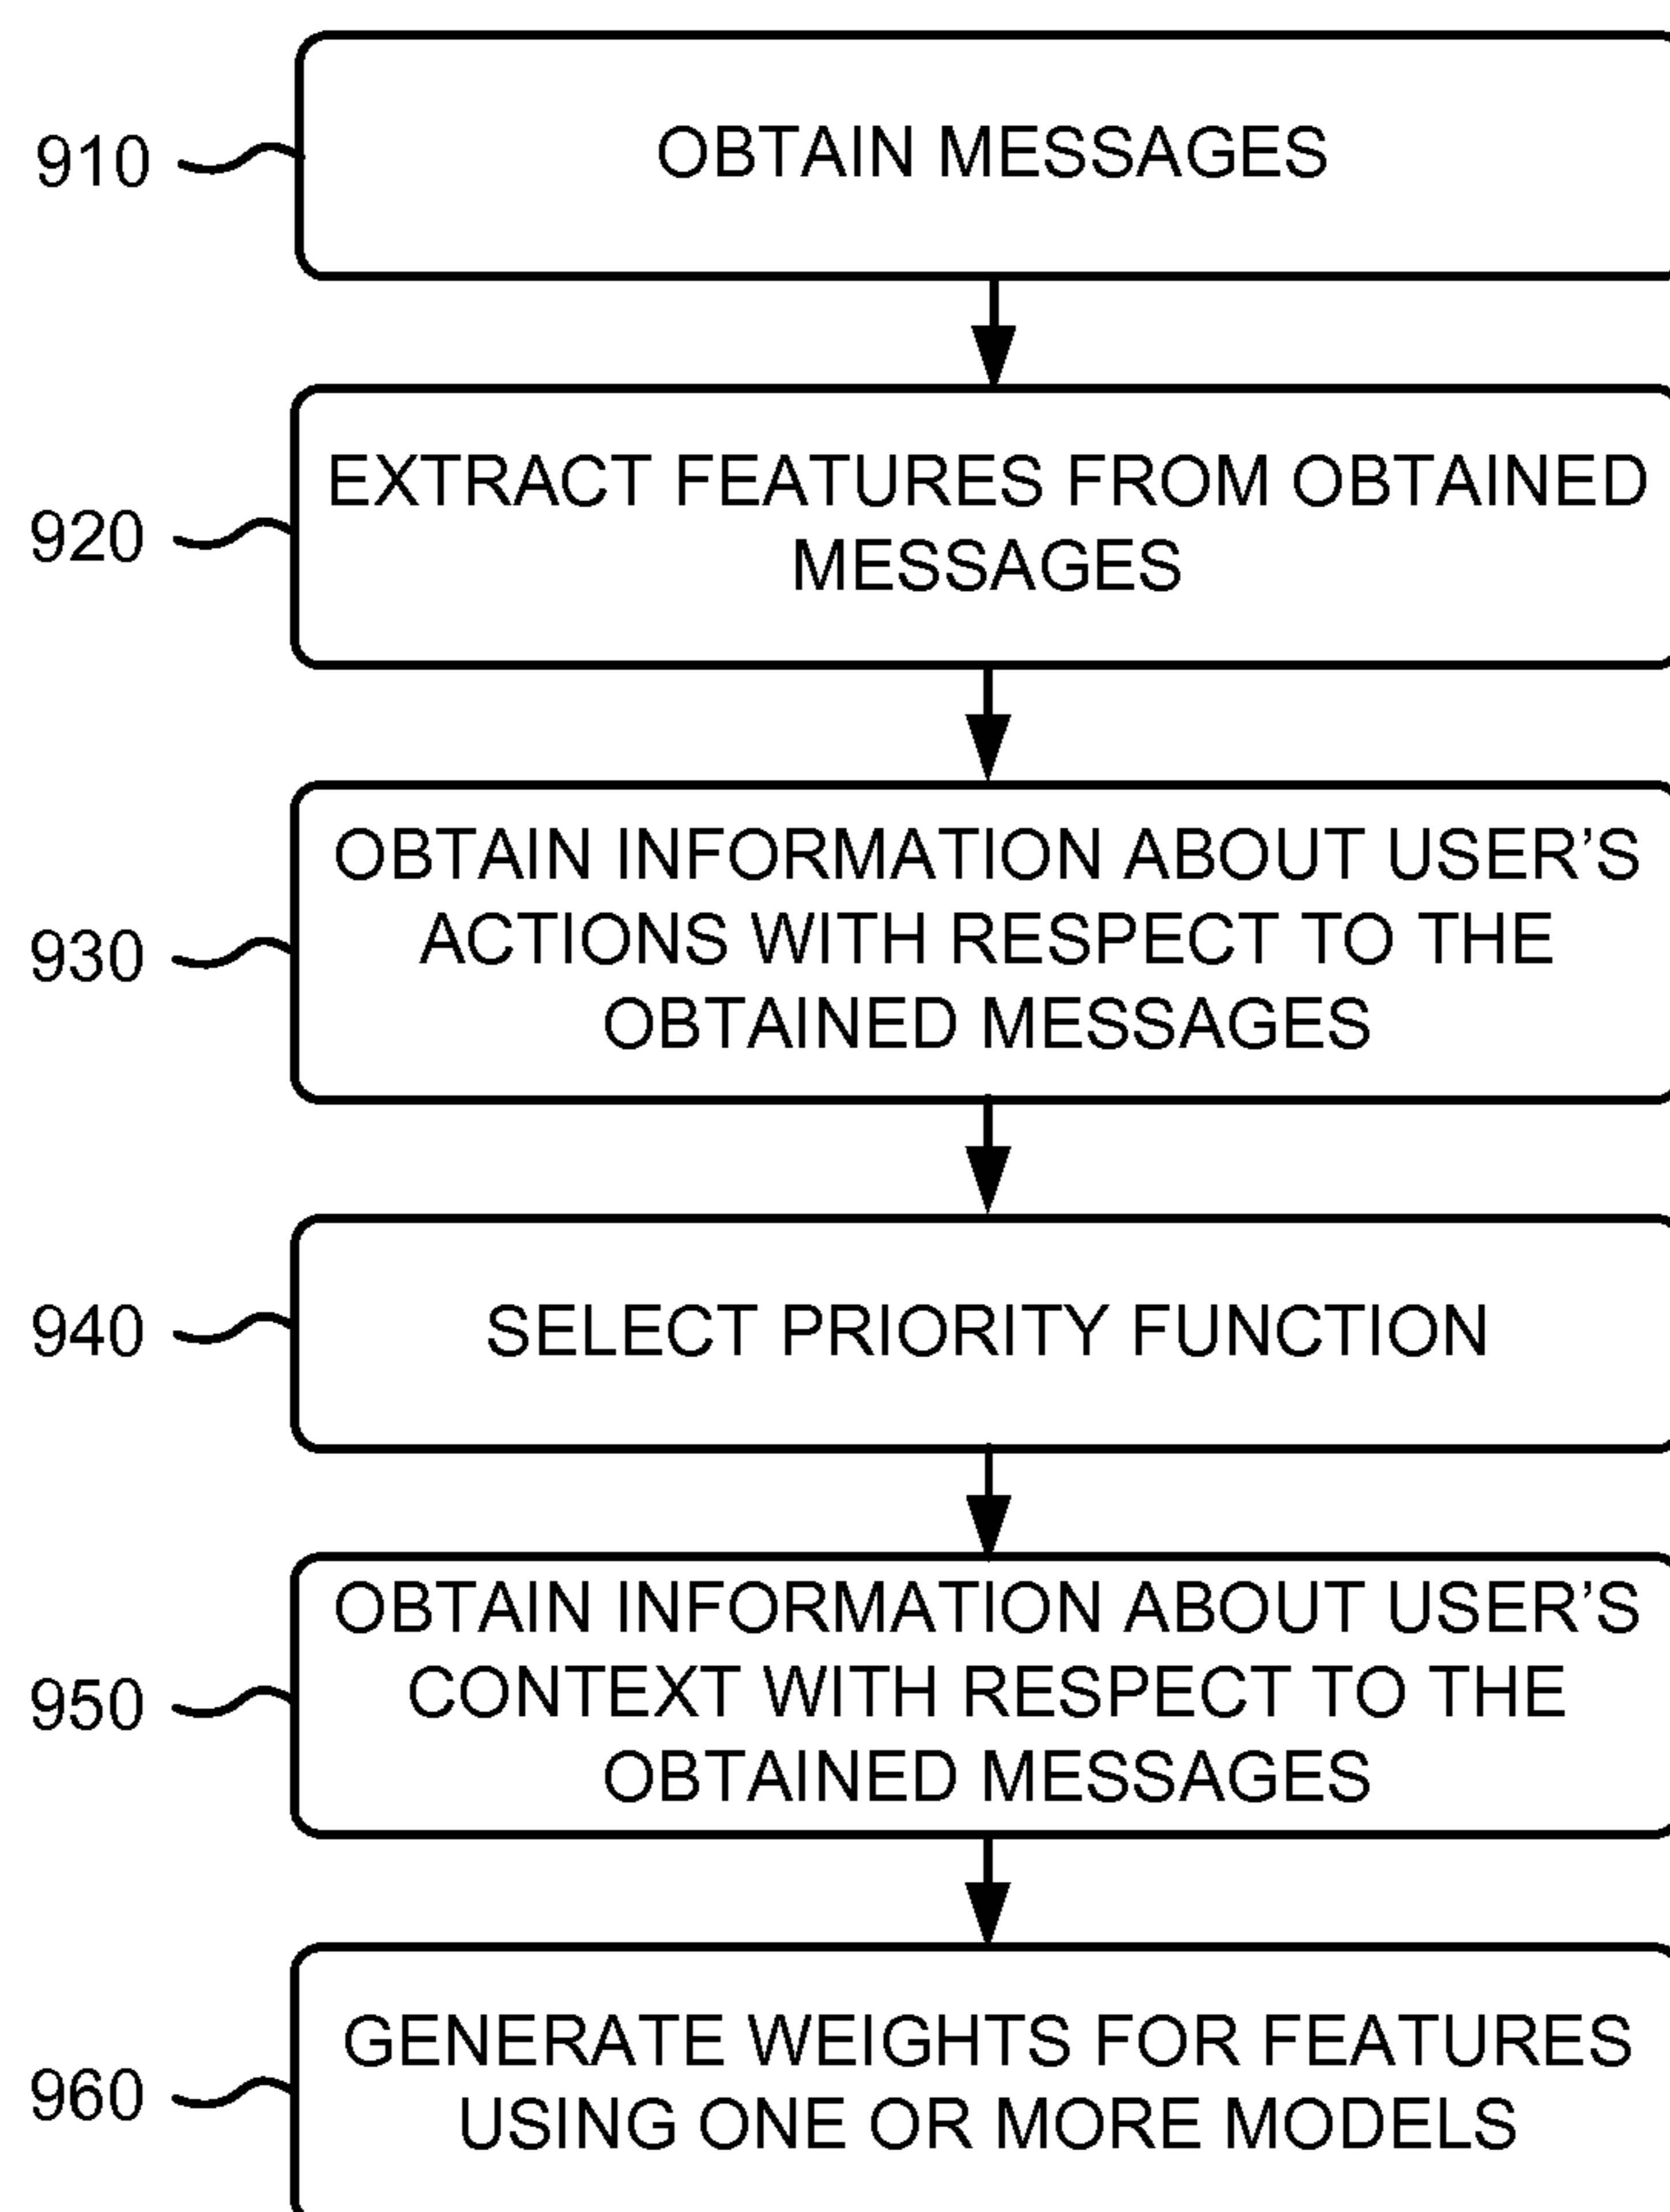 910
OBTAIN MESSAGES
920
EXTRACT FEATURES FROM OBTAINED
MESSAGES
930
OBTAIN INFORMATION ABOUT USER’S
ACTIONS WITH RESPECT TO THE
OBTAINED MESSAGES
940
SELECT PRIORITY FUNCTION
950
OBTAIN INFORMATION ABOUT USER’S
CONTEXT WITH RESPECT TO THE
OBTAINED MESSAGES
960
GENERATE WEIGHTS FOR FEATURES
USING ONE OR MORE MODELS